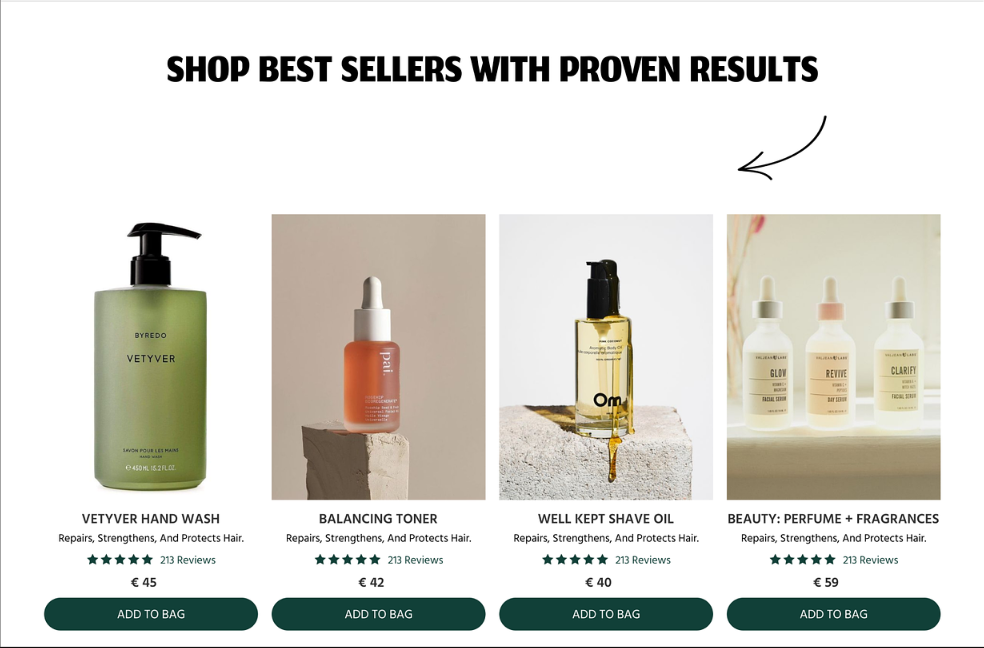 SHOP BEST SELLERS WITH PROVEN RESULTS
BYREDO
VETYVER
SAVON POUR LES MAINS
HAND WASH
℮ 450 ML 15.2 FL.OZ.
pai.
Om
GLOW
FACIAL SERUM
REVIVE
DAY SERUM
CLARIFY
FACIAL SERUM
VETYVER HAND WASH
Repairs, Strengthens, And Protects Hair.
213 Reviews
€ 45
ADD TO BAG
BALANCING TONER
Repairs, Strengthens, And Protects Hair.
213 Reviews
€ 42
ADD TO BAG
WELL KEPT SHAVE OIL
Repairs, Strengthens, And Protects Hair.
213 Reviews
€ 40
ADD TO BAG
BEAUTY: PERFUME + FRAGRANCES
Repairs, Strengthens, And Protects Hair.
213 Reviews
€ 59
ADD TO BAG